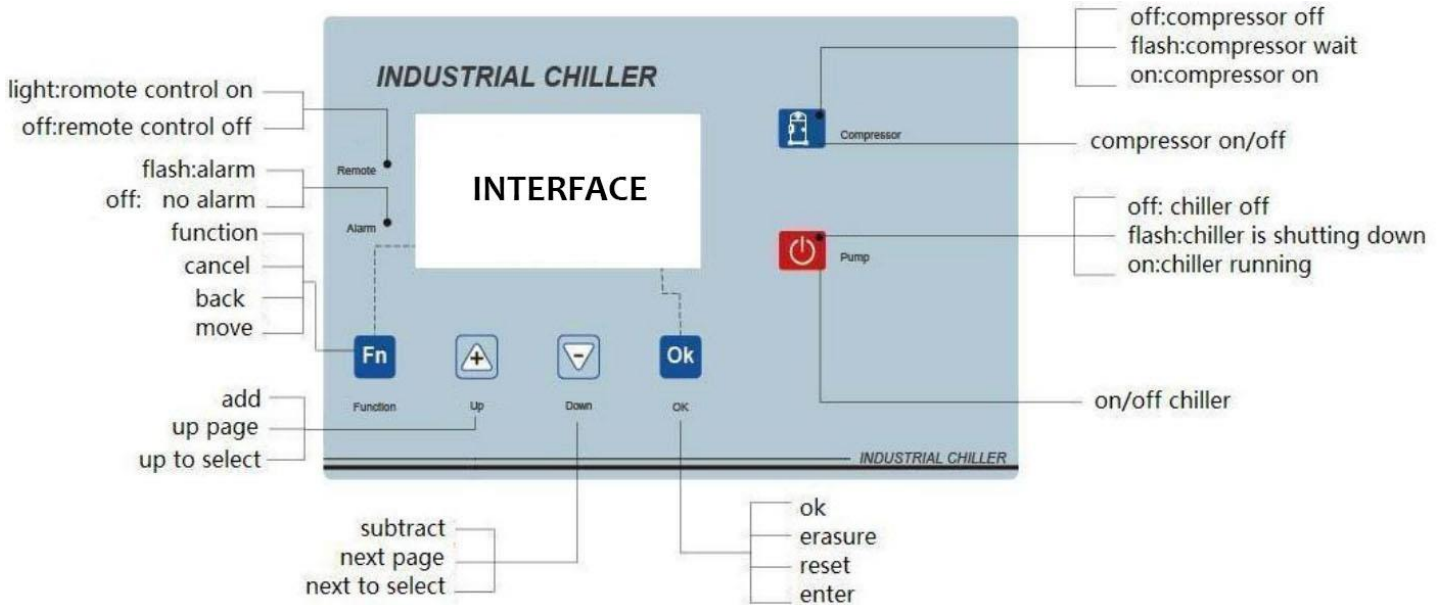 off:compressor off
flash:compressor wait
on:compressor on
INDUSTRIAL CHILLER
light:romote control on
off:remote control off
Compressor
compressor on/off
Remote
flash:alarm
off: no alarm
INTERFACE
Alarm
function
cancel
back
move
off: chiller off
flash:chiller is shutting down
on:chiller running
Pump
Fn
+
-
Ok
Function
Up
Down
OK
add
up page
up to select
on/off chiller
INDUSTRIAL CHILLER
subtract
next page
next to select
ok
erasure
reset
enter